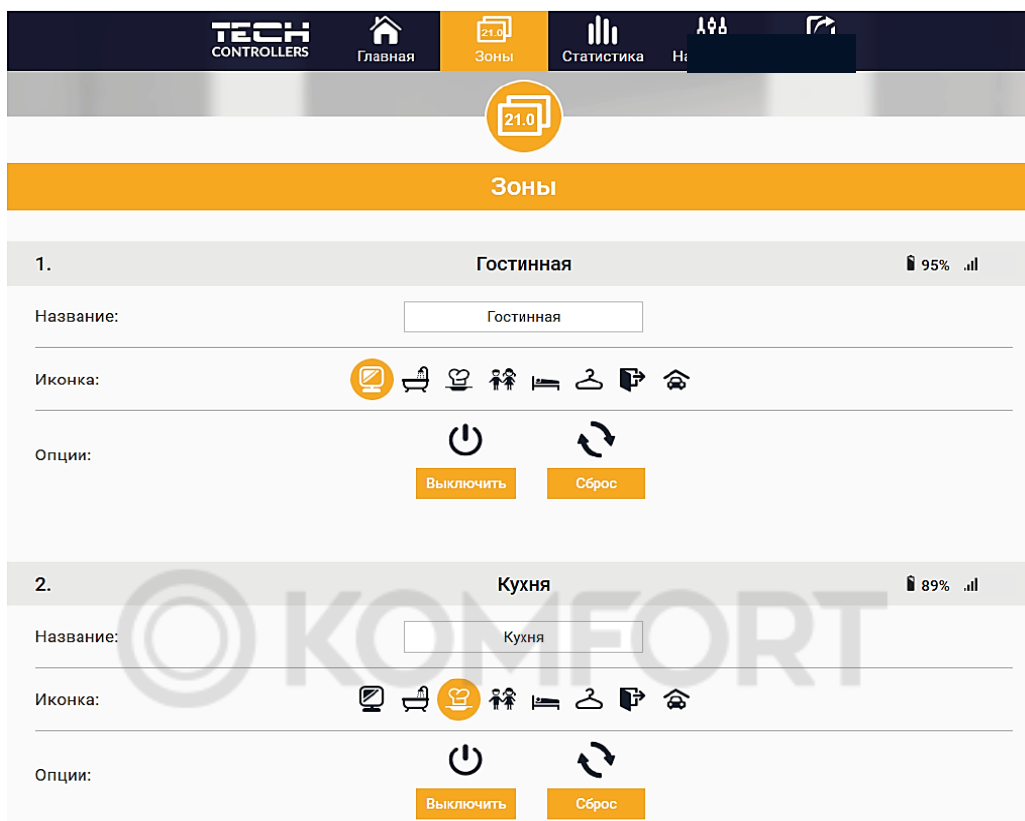 TECH
CONTROLLERS
Главная
21.0
Зоны
Статистика
21.0
Зоны
1. Гостинная 95%
Название: Гостинная
Иконка:
Опции:
Выключить Сброс
2. Кухня 89%
KOMFORT
Название: Кухня
Иконка:
Опции:
Выключить Сброс